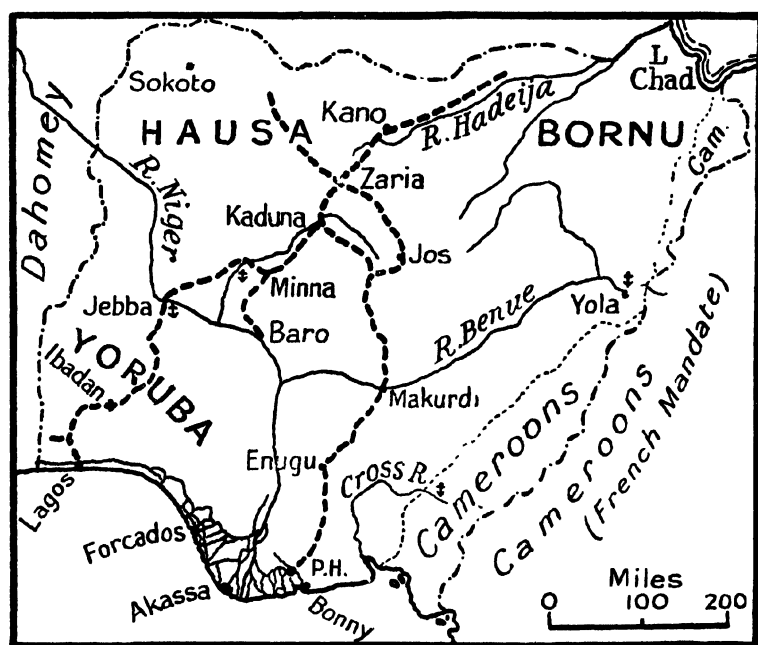 Sokoto
L
Chad
Kano
R. Hadeija
HAUSA
BORNU
Cam.
Dahomey
R. Niger
Zaria
Kaduna
Jos
Minna
Jebba
Yola
Baro
R. Benue
YORUBA
Ibadan
Makurdi
Enugu
Cross R
Cameroons
Cameroons
(French Mandate)
Lagos
Forcados
P.H.
Akassa
Bonny
Miles
0 100 200